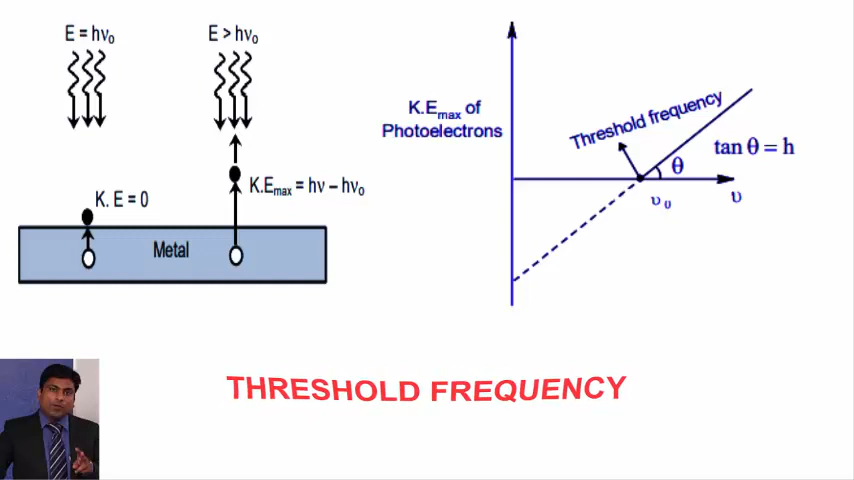 E = hν₀
E > hν₀
K. E = 0
K.Eₘₐₓ = hν – hν₀
Metal
K.Eₘₐₓ of
Photoelectrons
Threshold frequency
θ
tan θ = h
υ₀
υ
THRESHOLD FREQUENCY